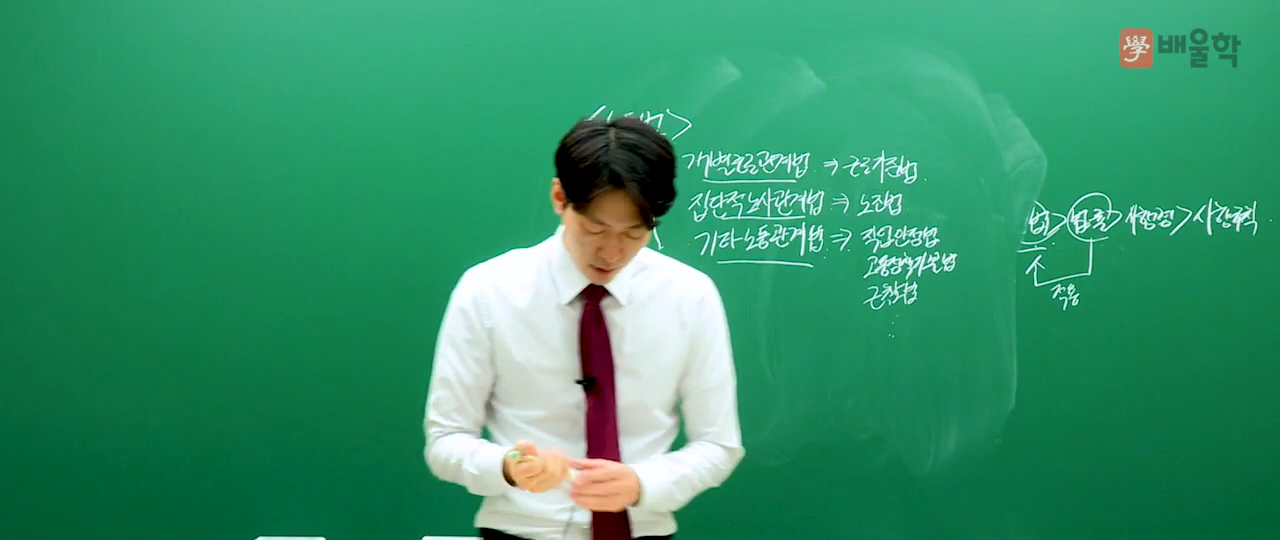 學 배울학
개별근로관계법 ⇒ 근로기준법.
집단적노사관계법 ⇒ 노조법
기타노동관계법 ⇒ 직업안정법
고용정책기본법
근참법
⋮
법률 > 시행령 > 시행규칙.
적용